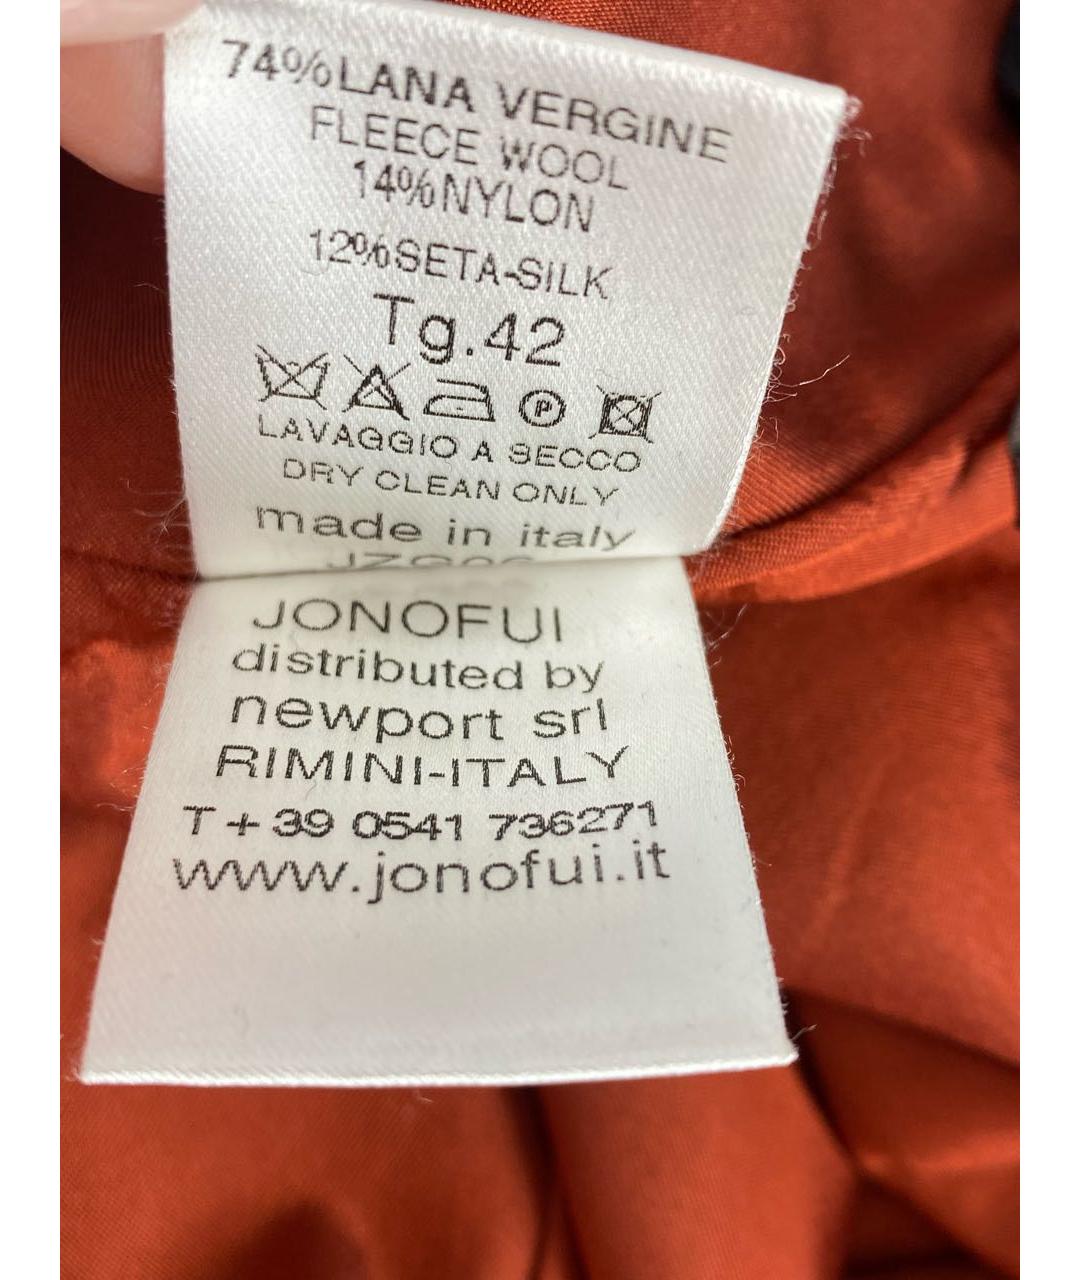 74%LANA VERGINE
FLEECE WOOL
14%NYLON
12%SETA-SILK
Tg.42
P
LAVAGGIO A SECCO
DRY CLEAN ONLY
made in italy
JONOFUI
distributed by
newport srl
RIMINI-ITALY
T + 39 0541 736271
www.jonofui.it